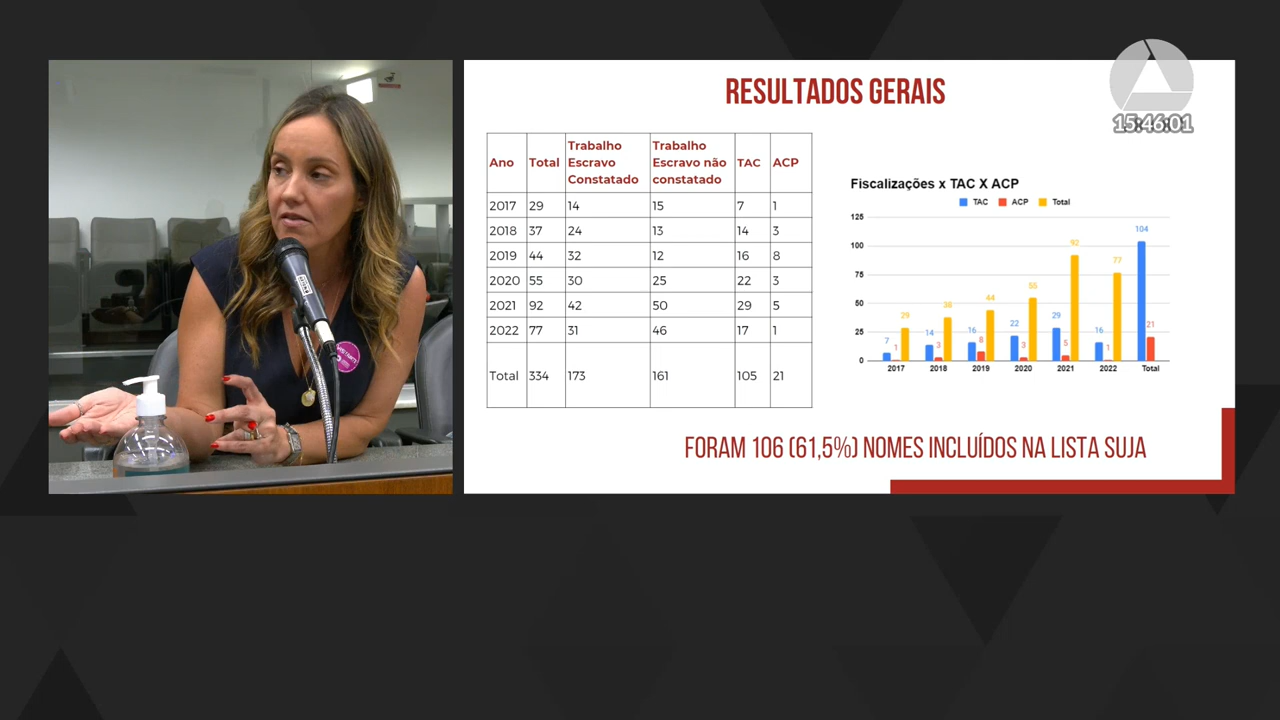 RESULTADOS GERAIS
15:46:01
Ano Total Trabalho Escravo Constatado Trabalho Escravo não constatado TAC ACP
2017 29 14 15 7 1
2018 37 24 13 14 3
2019 44 32 12 16 8
2020 55 30 25 22 3
2021 92 42 50 29 5
2022 77 31 46 17 1
Total 334 173 161 105 21
Fiscalizações x TAC X ACP
TAC ACP Total
125
100
75
50
25
0
7 1 29
14 3 38
16 8 44
22 3 55
29 5 92
16 1 77
104 21
2017 2018 2019 2020 2021 2022 Total
FORAM 106 (61,5%) NOMES INCLUÍDOS NA LISTA SUJA